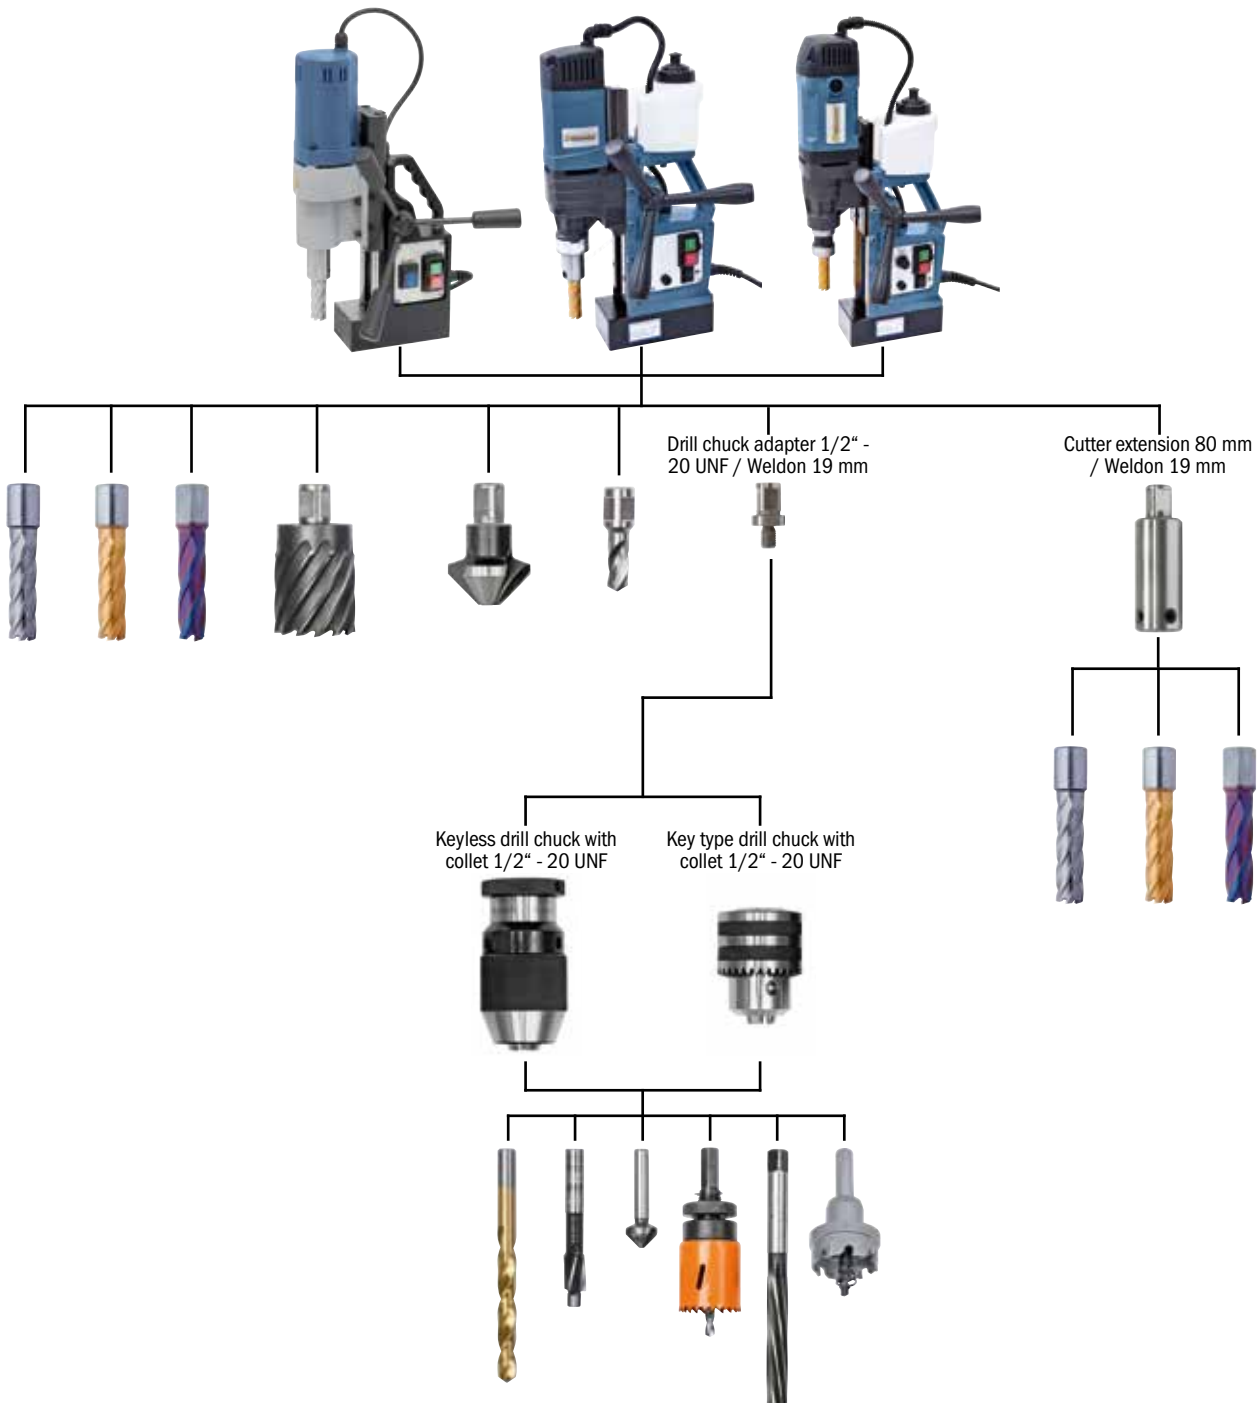 Drill chuck adapter 1/2“ -
20 UNF / Weldon 19 mm
Cutter extension 80 mm
/ Weldon 19 mm
Keyless drill chuck with
collet 1/2“ - 20 UNF
Key type drill chuck with
collet 1/2“ - 20 UNF